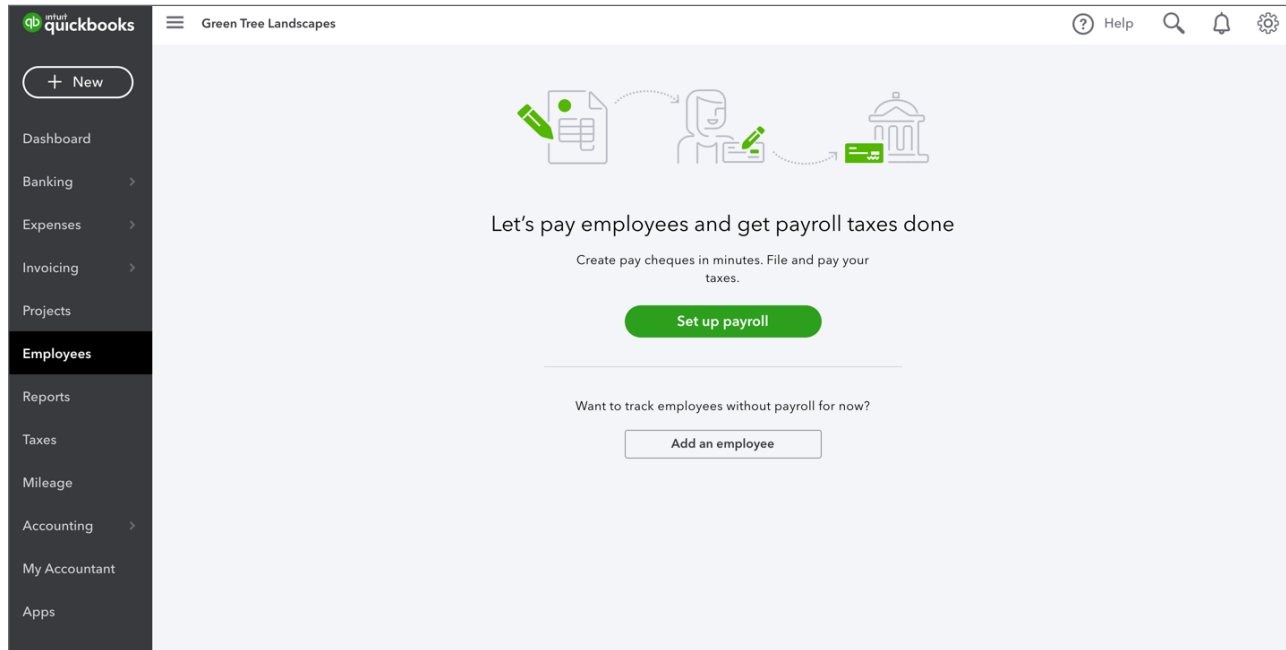 intuit
quickbooks
Green Tree Landscapes
Help
New
Dashboard
Banking
Expenses
Invoicing
Projects
Employees
Reports
Taxes
Mileage
Accounting
My Accountant
Apps
Let's pay employees and get payroll taxes done
Create pay cheques in minutes. File and pay your
taxes.
Set up payroll
Want to track employees without payroll for now?
Add an employee